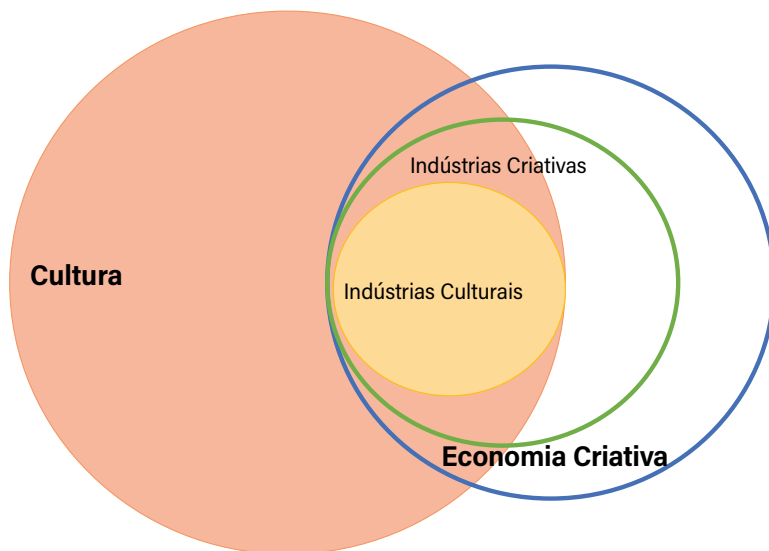 Indústrias Criativas
Cultura
Indústrias Culturais
Economia Criativa